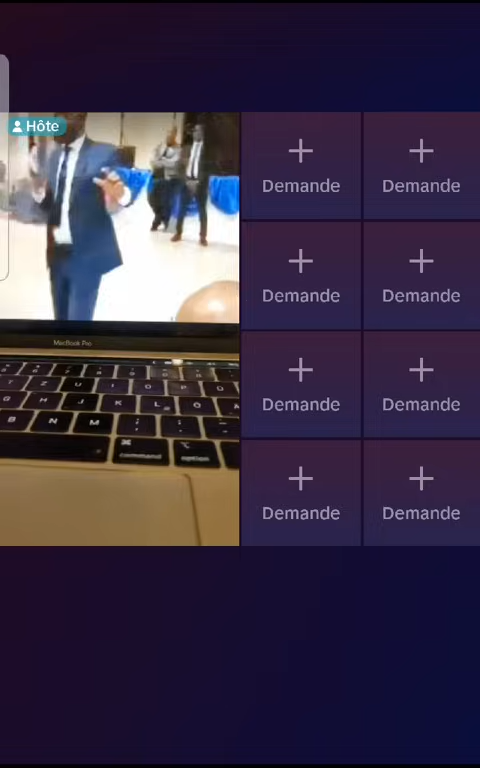 Hôte
Demande
Demande
Demande
Demande
Demande
Demande
Demande
Demande
MacBook Pro
Z
U
I
O
P
Ü
G
H
J
K
L
Ö
Ä
B
N
M
command
option